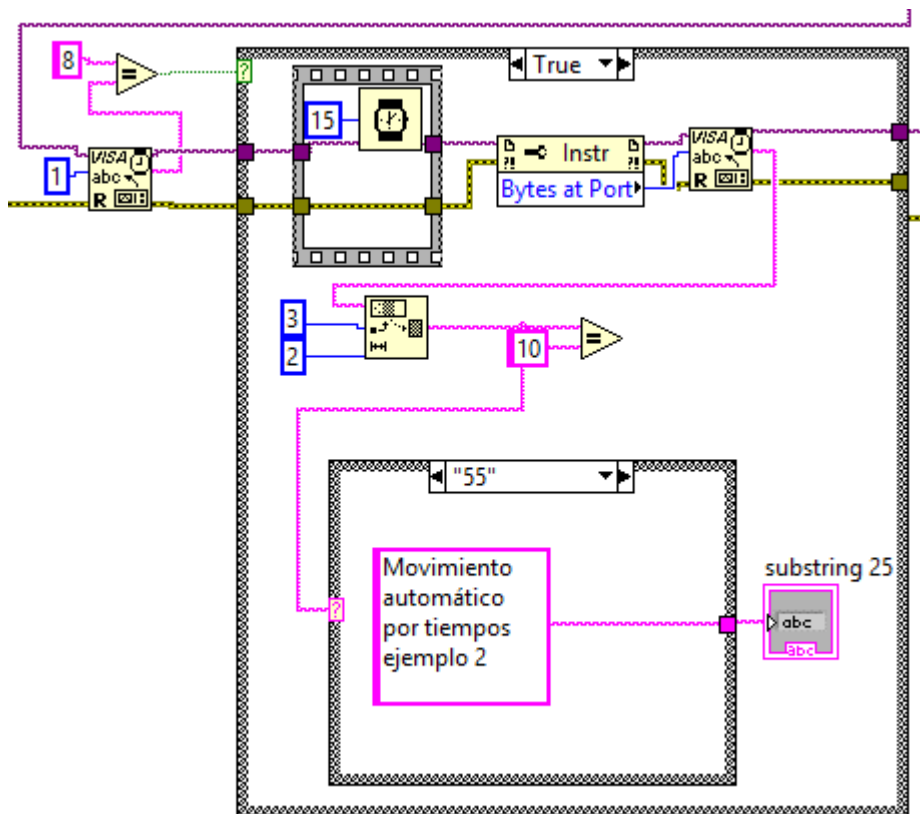 8
=
?
True
15
VISA
abc
R
1
Instr
Bytes at Port
VISA
abc
R
3
2
10
=
"55"
?
Movimiento
automático
por tiempos
ejemplo 2
substring 25
abc
abc